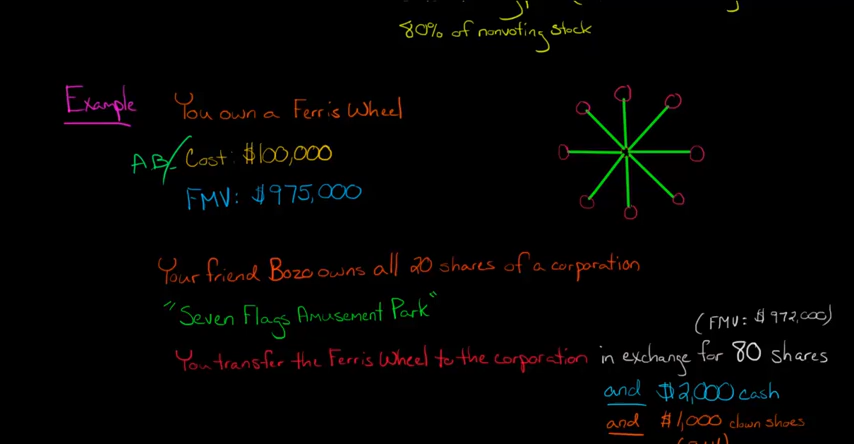 80% of nonvoting stock
Example
You own a Ferris Wheel
AB/Cost: $100,000
FMV: $975,000
Your friend Bozo owns all 20 shares of a corporation
"Seven Flags Amusement Park"
(FMV: $972,000)
You transfer the Ferris Wheel to the corporation in exchange for 80 shares
and $2,000 cash
and $1,000 clown shoes